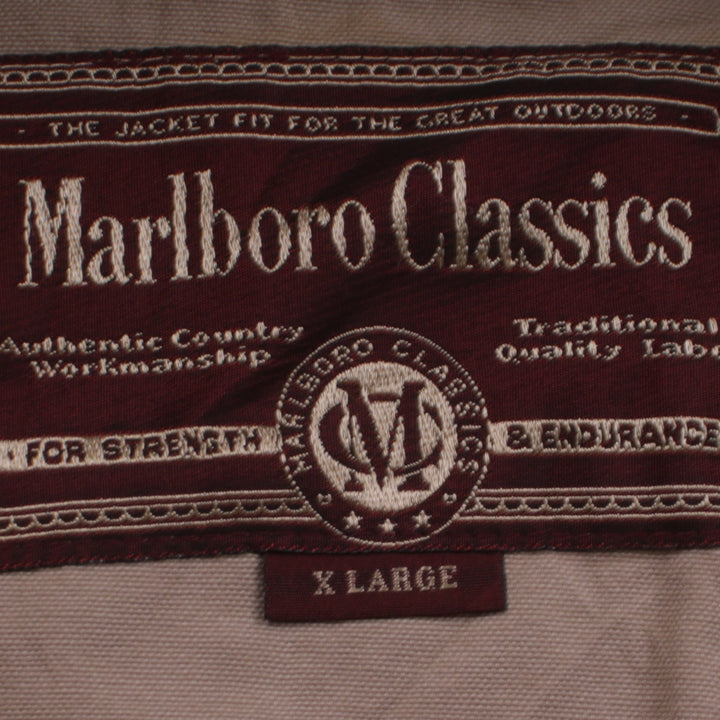 · THE JACKET FIT FOR THE GREAT OUTDOORS ·
Marlboro Classics
Authentic Country
Workmanship
Traditional
Quality Labe
MARLBORO CLASSICS
MC
· FOR STRENGTH
& ENDURANCE
X LARGE